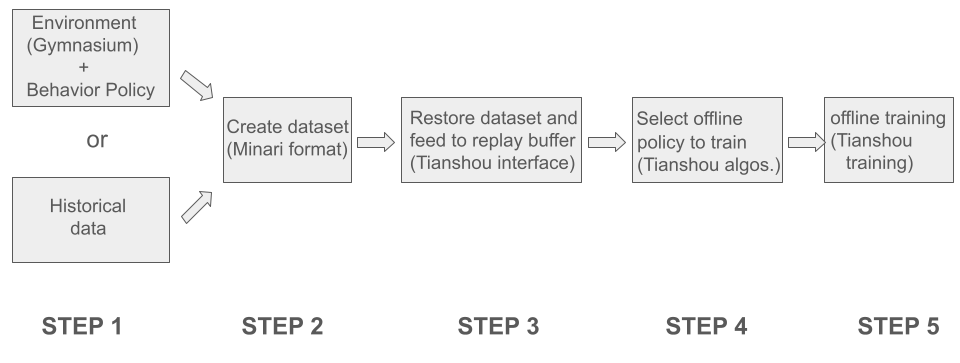 Environment
(Gymnasium)
+
Behavior Policy
or
Historical
data
Create dataset
(Minari format)
Restore dataset and
feed to replay buffer
(Tianshou interface)
Select offline
policy to train
(Tianshou algos.)
offline training
(Tianshou
training)
STEP 1
STEP 2
STEP 3
STEP 4
STEP 5